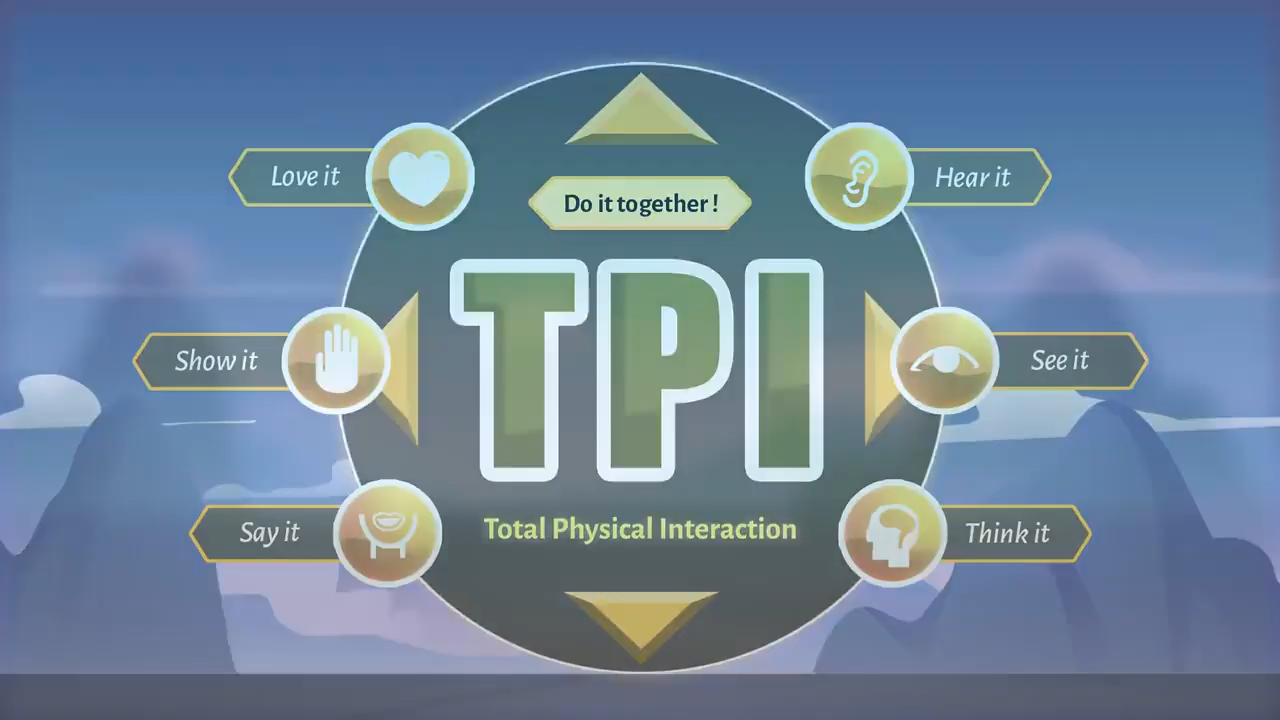 Love it
Hear it
Do it together !
TPI
Show it
See it
Total Physical Interaction
Say it
Think it